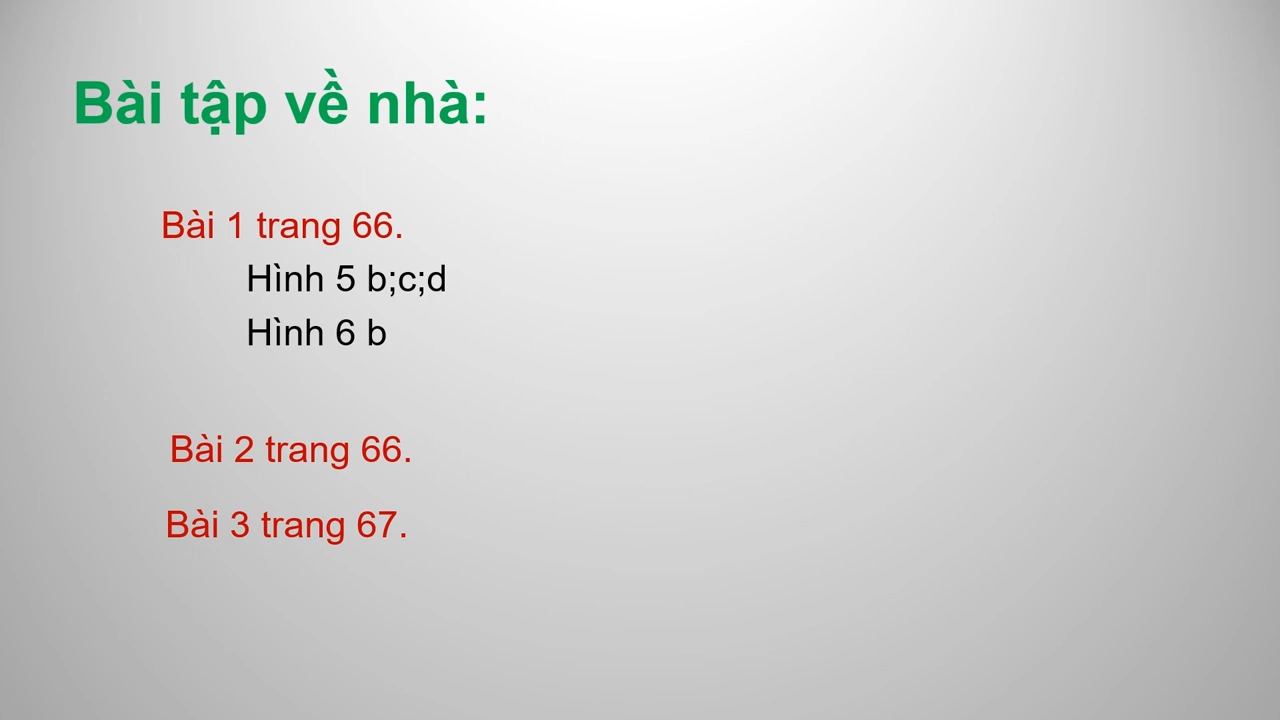 Bài tập về nhà:
Bài 1 trang 66.
Hình 5 b;c;d
Hình 6 b
Bài 2 trang 66.
Bài 3 trang 67.